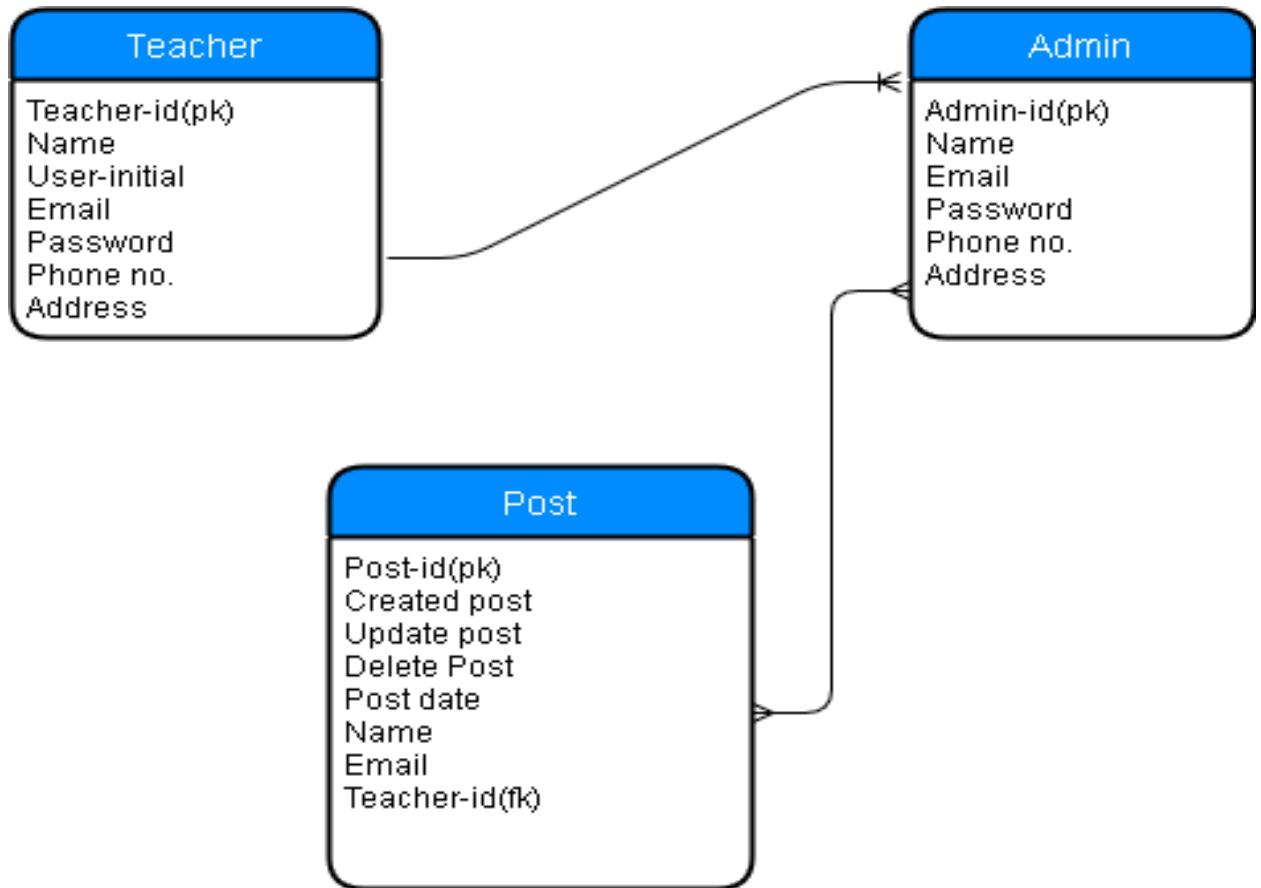 Teacher
Teacher-id(pk)
Name
User-initial
Email
Password
Phone no.
Address
Admin
Admin-id(pk)
Name
Email
Password
Phone no.
Address
Post
Post-id(pk)
Created post
Update post
Delete Post
Post date
Name
Email
Teacher-id(fk)